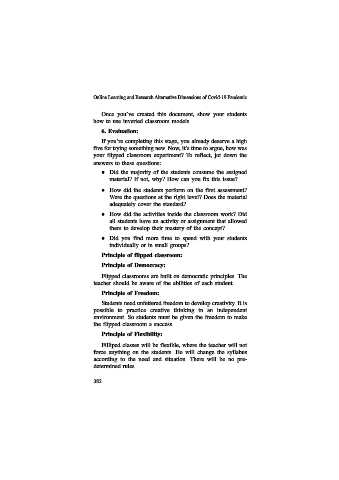 Online Learning and Research Alternative Dimensions of Covid-19 Pandemic
Once you've created this document, show your students
how to use inverted classroom models.
6. Evaluation:
If you're completing this stage, you already deserve a high
five for trying something new. Now, it's time to argue, how was
your flipped classroom experiment? To reflect, jot down the
answers to these questions:
● Did the majority of the students consume the assigned
material? If not, why? How can you fix this issue?
● How did the students perform on the first assessment?
Were the questions at the right level? Does the material
adequately cover the standard?
● How did the activities inside the classroom work? Did
all students have an activity or assignment that allowed
them to develop their mastery of the concept?
● Did you find more time to spend with your students
individually or in small groups?
Principle of flipped classroom:
Principle of Democracy:
Flipped classrooms are built on democratic principles. The
teacher should be aware of the abilities of each student.
Principle of Freedom:
Students need unfettered freedom to develop creativity. It is
possible to practice creative thinking in an independent
environment. So students must be given the freedom to make
the flipped classroom a success.
Principle of Flexibility:
Filliped classes will be flexible, where the teacher will not
force anything on the students. He will change the syllabus
according to the need and situation. There will be no pre-
determined rules.
302